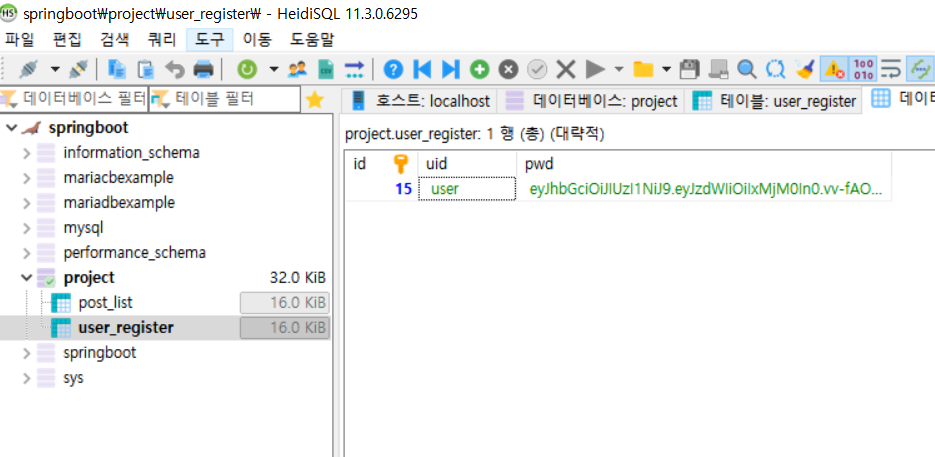 springboot₩project₩user_register₩ - HeidiSQL 11.3.0.6295
파일 편집 검색 쿼리 도구 이동 도움말
데이터베이스 필터 테이블 필터
호스트: localhost 데이터베이스: project 테이블: user_register 데이터
springboot
information_schema
mariacbexample
mariadbexample
mysql
performance_schema
project 32.0 KiB
post_list 16.0 KiB
user_register 16.0 KiB
springboot
sys
project.user_register: 1 행 (총) (대략적)
id uid pwd
15 user eyJhbGciOiJIUzI1NiJ9.eyJzdWIiOiIxMjM0In0.vv-fAO...